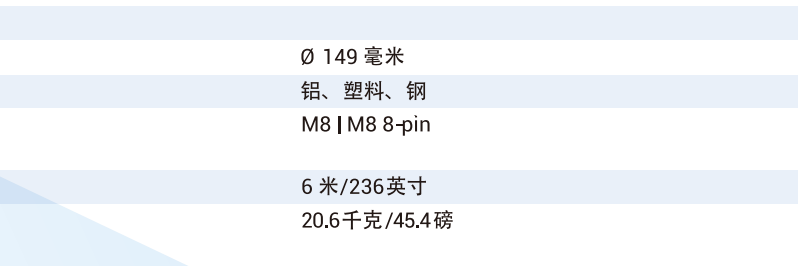 Ø 149 毫米
铝、塑料、钢
M8 | M8 8-pin
6 米/236英寸
20.6千克/45.4磅